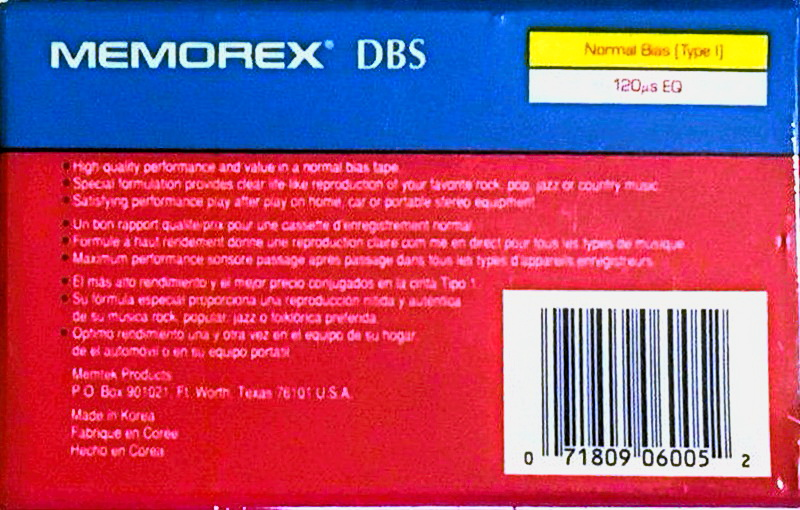 MEMOREX® DBS
Normal Bias [Type I]
120µs EQ
• High quality performance and value in a normal bias tape.
• Special formulation provides clear life-like reproduction of your favorite rock, pop, jazz or country music.
• Satisfying performance play after play on home, car or portable stereo equipment.
• Un bon rapport qualite/prix pour une cassette d'enregistrement normal.
• Formule à haut rendement donne une reproduction claire com me en direct pour tous les types de musique.
• Maximum performance sonore passage après passage dans tous les types d'appareils enregistreurs.
• El más alto rendimiento y el mejor precio conjugados en la cinta Tipo 1.
• Su fórmula especial proporciona una reproducción nítida y auténtica
de su música rock, popular, jazz o folklórica preferida.
• Optimo rendimiento una y otra vez en el equipo de su hogar,
de el automovil o en su equipo portatil.
Memtek Products
P.O. Box 901021, Ft. Worth, Texas 76101 U.S.A.
Made in Korea
Fabrique en Coree
Hecho en Corea
0 71809 06005 2